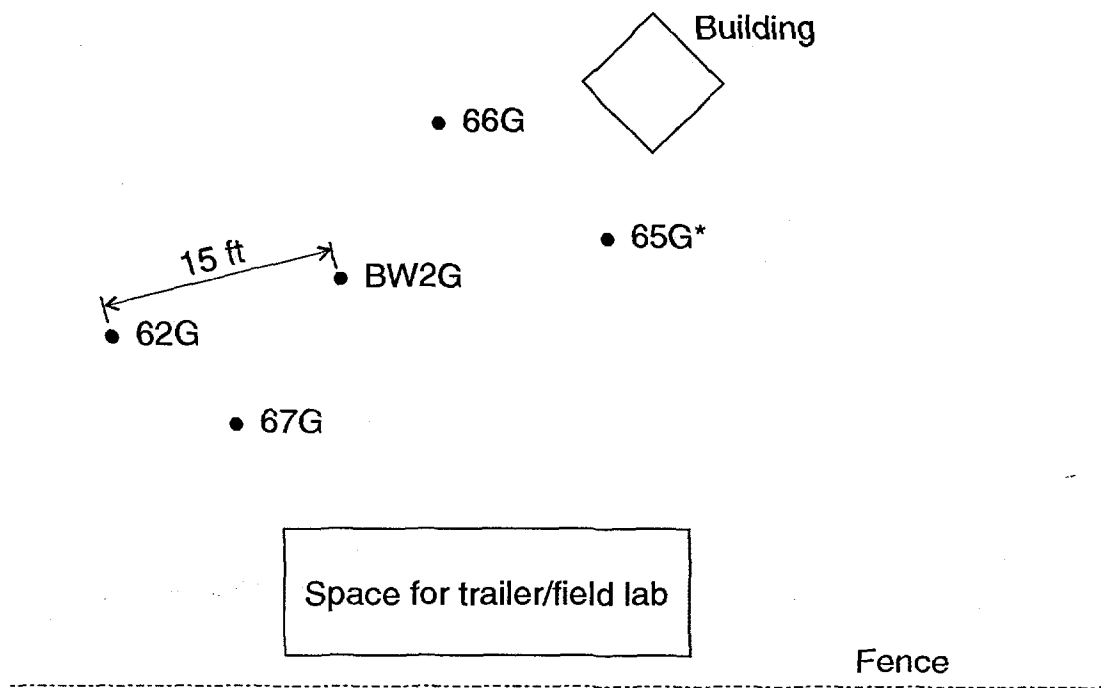 Building
66G
65G*
15 ft
BW2G
62G
67G
Space for trailer/field lab
Fence